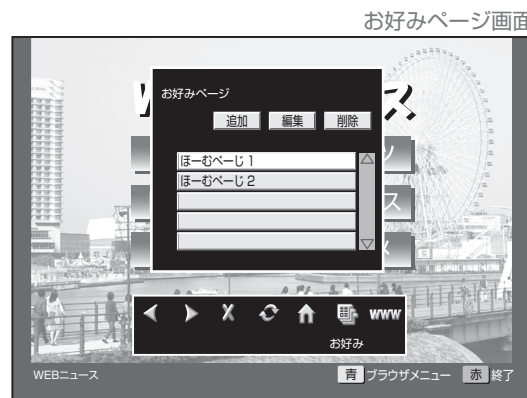 お好みページ画面
お好みページ
追加 編集 削除
ほーむぺーじ 1
ほーむぺーじ 2
WWW
お好み
WEBニュース
青 ブラウザメニュー 赤 終了